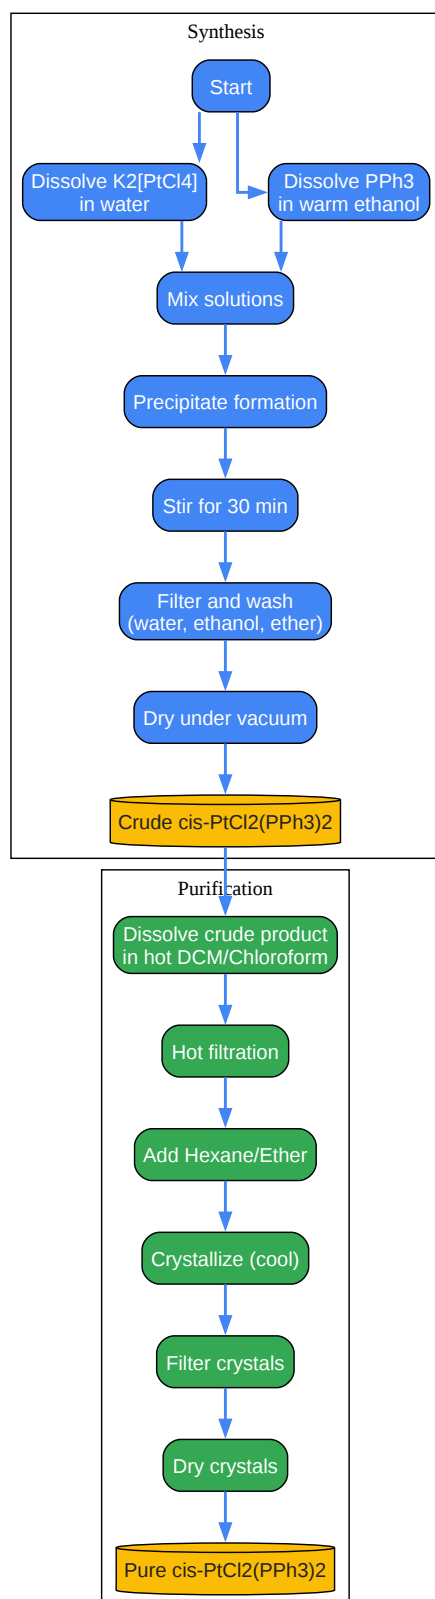 Synthesis
Start
Dissolve K2[PtCl4]
in water
Dissolve PPh3
in warm ethanol
Mix solutions
Precipitate formation
Stir for 30 min
Filter and wash
(water, ethanol, ether)
Dry under vacuum
Crude cis-PtCl2(PPh3)2
Purification
Dissolve crude product
in hot DCM/Chloroform
Hot filtration
Add Hexane/Ether
Crystallize (cool)
Filter crystals
Dry crystals
Pure cis-PtCl2(PPh3)2